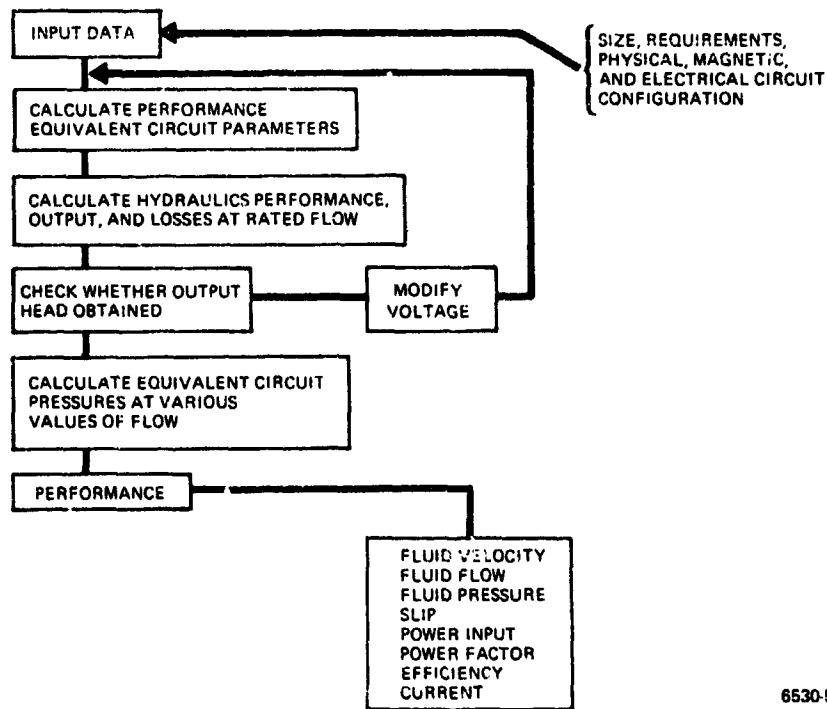 INPUT DATA
SIZE, REQUIREMENTS,
PHYSICAL, MAGNETIC,
AND ELECTRICAL CIRCUIT
CONFIGURATION
CALCULATE PERFORMANCE
EQUIVALENT CIRCUIT PARAMETERS
CALCULATE HYDRAULICS PERFORMANCE,
OUTPUT, AND LOSSES AT RATED FLOW
CHECK WHETHER OUTPUT
HEAD OBTAINED
MODIFY
VOLTAGE
CALCULATE EQUIVALENT CIRCUIT
PRESSURES AT VARIOUS
VALUES OF FLOW
PERFORMANCE
FLUID VELOCITY
FLUID FLOW
FLUID PRESSURE
SLIP
POWER INPUT
POWER FACTOR
EFFICIENCY
CURRENT